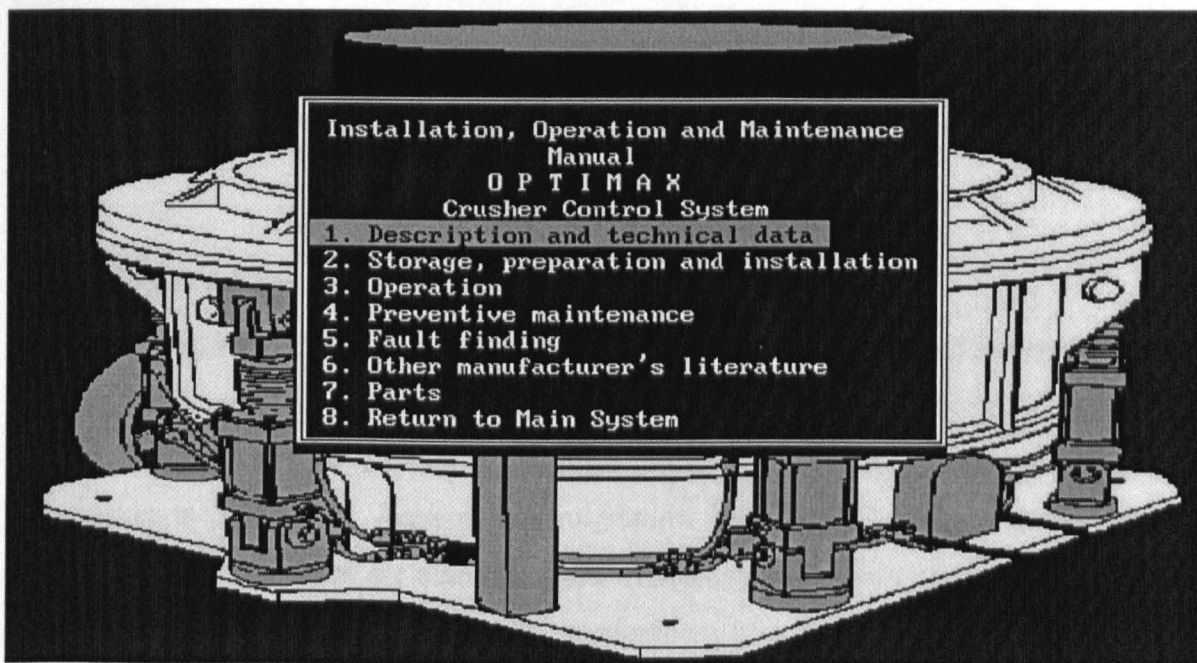 Installation, Operation and Maintenance
Manual
O P T I M A X
Crusher Control System
1. Description and technical data
2. Storage, preparation and installation
3. Operation
4. Preventive maintenance
5. Fault finding
6. Other manufacturer's literature
7. Parts
8. Return to Main System